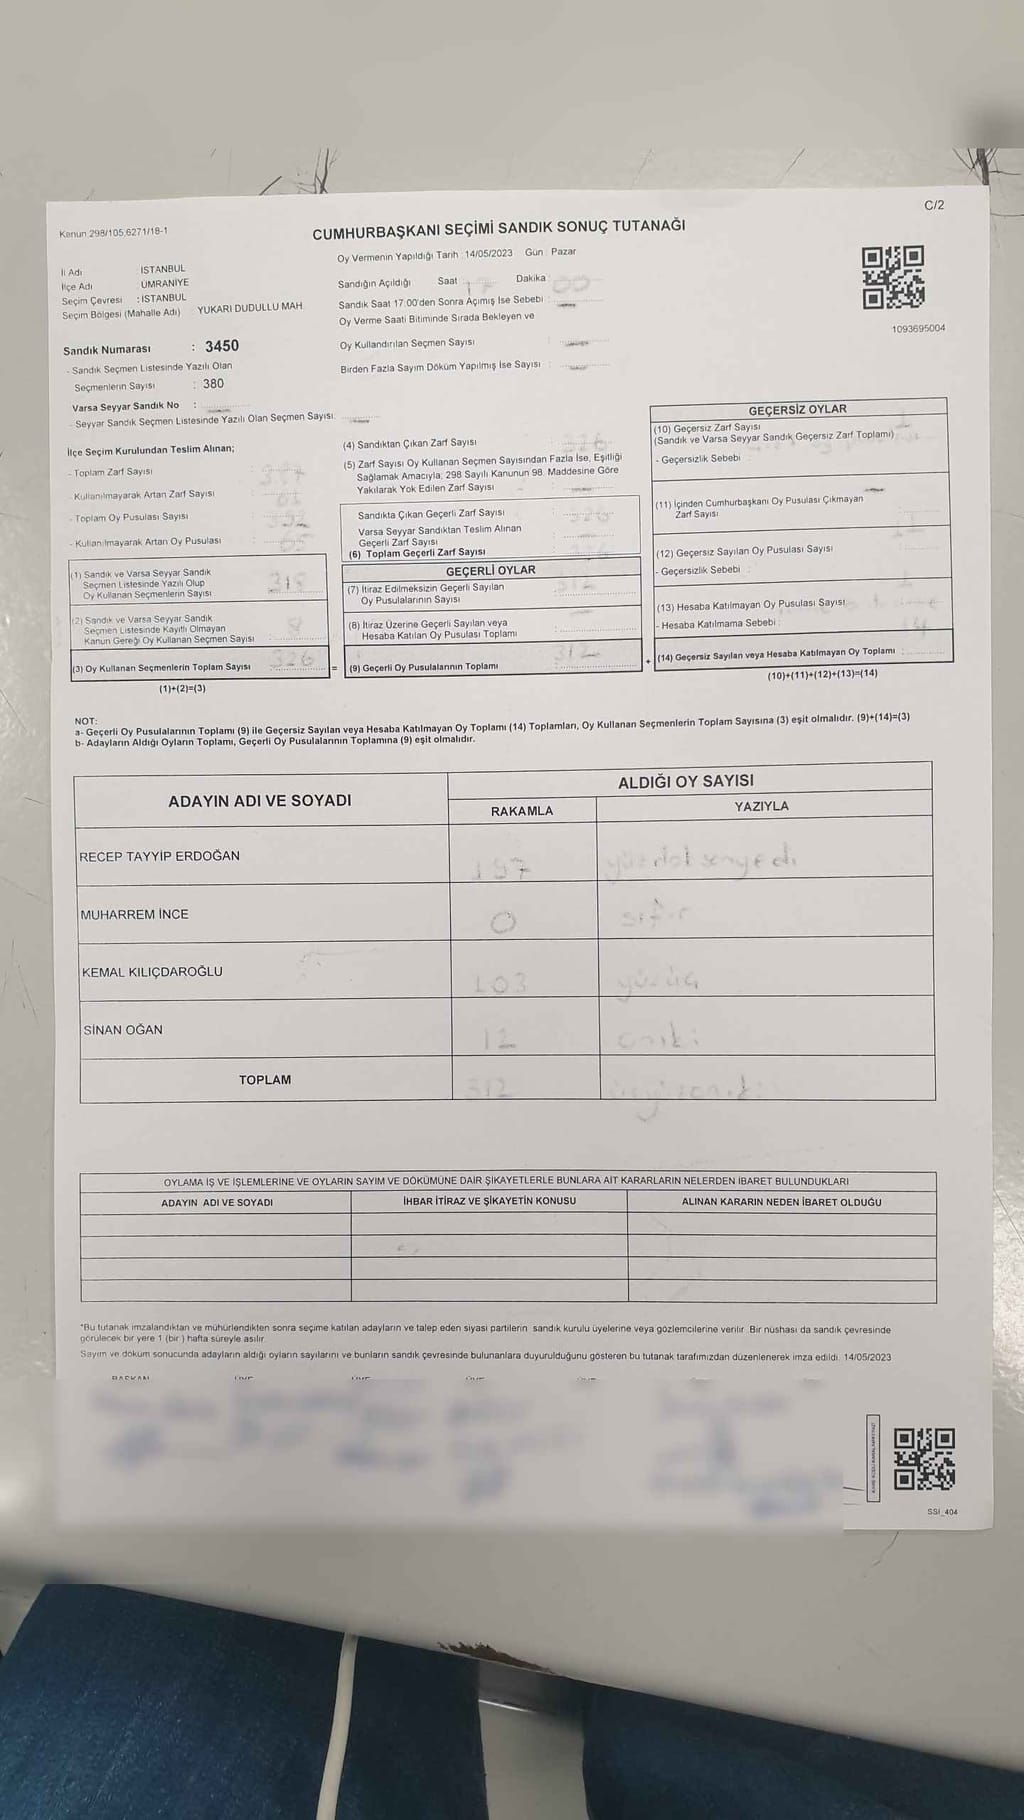 C/2
Kanun 298/105,6271/18-1
CUMHURBAŞKANI SEÇİMİ SANDIK SONUÇ TUTANAĞI
Oy Vermenin Yapıldığı Tarih : 14/05/2023 Gün : Pazar
İl Adı İSTANBUL
İlçe Adı ÜMRANİYE
Seçim Çevresi : İSTANBUL
Seçim Bölgesi (Mahalle Adı) YUKARI DUDULLU MAH.
Sandığın Açıldığı Saat 17 Dakika : 00
Sandık Saat 17:00'den Sonra Açımış İse Sebebi :
Oy Verme Saati Bitiminde Sırada Bekleyen ve
Oy Kullandırılan Seçmen Sayısı :
Birden Fazla Sayım Döküm Yapılmış İse Sayısı :
1093695004
Sandık Numarası : 3450
- Sandık Seçmen Listesinde Yazılı Olan
Seçmenlerin Sayısı : 380
Varsa Seyyar Sandık No :
- Seyyar Sandık Seçmen Listesinde Yazılı Olan Seçmen Sayısı:
İlçe Seçim Kurulundan Teslim Alınan;
- Toplam Zarf Sayısı :
- Kullanılmayarak Artan Zarf Sayısı :
- Toplam Oy Pusulası Sayısı :
- Kullanılmayarak Artan Oy Pusulası :
(1) Sandık ve Varsa Seyyar Sandık
Seçmen Listesinde Yazılı Olup
Oy Kullanan Seçmenlerin Sayısı :
(2) Sandık ve Varsa Seyyar Sandık
Seçmen Listesinde Kayıtlı Olmayan
Kanun Gereği Oy Kullanan Seçmen Sayısı :
(3) Oy Kullanan Seçmenlerin Toplam Sayısı : 326
(1)+(2)=(3)
(4) Sandıktan Çıkan Zarf Sayısı : 326
(5) Zarf Sayısı Oy Kullanan Seçmen Sayısından Fazla İse, Eşitliği
Sağlamak Amacıyla; 298 Sayılı Kanunun 98. Maddesine Göre
Yakılarak Yok Edilen Zarf Sayısı :
Sandıkta Çıkan Geçerli Zarf Sayısı : 326
Varsa Seyyar Sandıktan Teslim Alınan
Geçerli Zarf Sayısı :
(6) Toplam Geçerli Zarf Sayısı : 326
GEÇERLİ OYLAR
(7) İtiraz Edilmeksizin Geçerli Sayılan
Oy Pusulalarının Sayısı : 312
(8) İtiraz Üzerine Geçerli Sayılan veya
Hesaba Katılan Oy Pusulası Toplamı :
= (9) Geçerli Oy Pusulalarının Toplamı : 312
GEÇERSİZ OYLAR
(10) Geçersiz Zarf Sayısı
(Sandık ve Varsa Seyyar Sandık Geçersiz Zarf Toplamı)
- Geçersizlik Sebebi :
(11) İçinden Cumhurbaşkanı Oy Pusulası Çıkmayan
Zarf Sayısı :
(12) Geçersiz Sayılan Oy Pusulası Sayısı :
- Geçersizlik Sebebi :
(13) Hesaba Katılmayan Oy Pusulası Sayısı :
- Hesaba Katılmama Sebebi :
+ (14) Geçersiz Sayılan veya Hesaba Katılmayan Oy Toplamı : 14
(10)+(11)+(12)+(13)=(14)
NOT:
a- Geçerli Oy Pusulalarının Toplamı (9) ile Geçersiz Sayılan veya Hesaba Katılmayan Oy Toplamı (14) Toplamları, Oy Kullanan Seçmenlerin Toplam Sayısına (3) eşit olmalıdır. (9)+(14)=(3)
b- Adayların Aldığı Oyların Toplamı, Geçerli Oy Pusulalarının Toplamına (9) eşit olmalıdır.
ADAYIN ADI VE SOYADI ALDIĞI OY SAYISI
RAKAMLA YAZIYLA
RECEP TAYYİP ERDOĞAN 197
MUHARREM İNCE 0 sıfır
KEMAL KILIÇDAROĞLU 103 yüzüç
SİNAN OĞAN 12 oniki
TOPLAM 312 üçyüzoniki
OYLAMA İŞ VE İŞLEMLERİNE VE OYLARIN SAYIM VE DÖKÜMÜNE DAİR ŞİKAYETLERLE BUNLARA AİT KARARLARIN NELERDEN İBARET BULUNDUKLARI
ADAYIN ADI VE SOYADI İHBAR İTİRAZ VE ŞİKAYETİN KONUSU ALINAN KARARIN NEDEN İBARET OLDUĞU
*Bu tutanak imzalandıktan ve mühürlendikten sonra seçime katılan adayların ve talep eden siyasi partilerin sandık kurulu üyelerine veya gözlemcilerine verilir. Bir nüshası da sandık çevresinde
görülecek bir yere 1 (bir) hafta süreyle asılır.
Sayım ve döküm sonucunda adayların aldığı oyların sayılarını ve bunların sandık çevresinde bulunanlara duyurulduğunu gösteren bu tutanak tarafımızdan düzenlenerek imza edildi. 14/05/2023
BAŞKAN ÜYE ÜYE ÜYE
SSİ_404